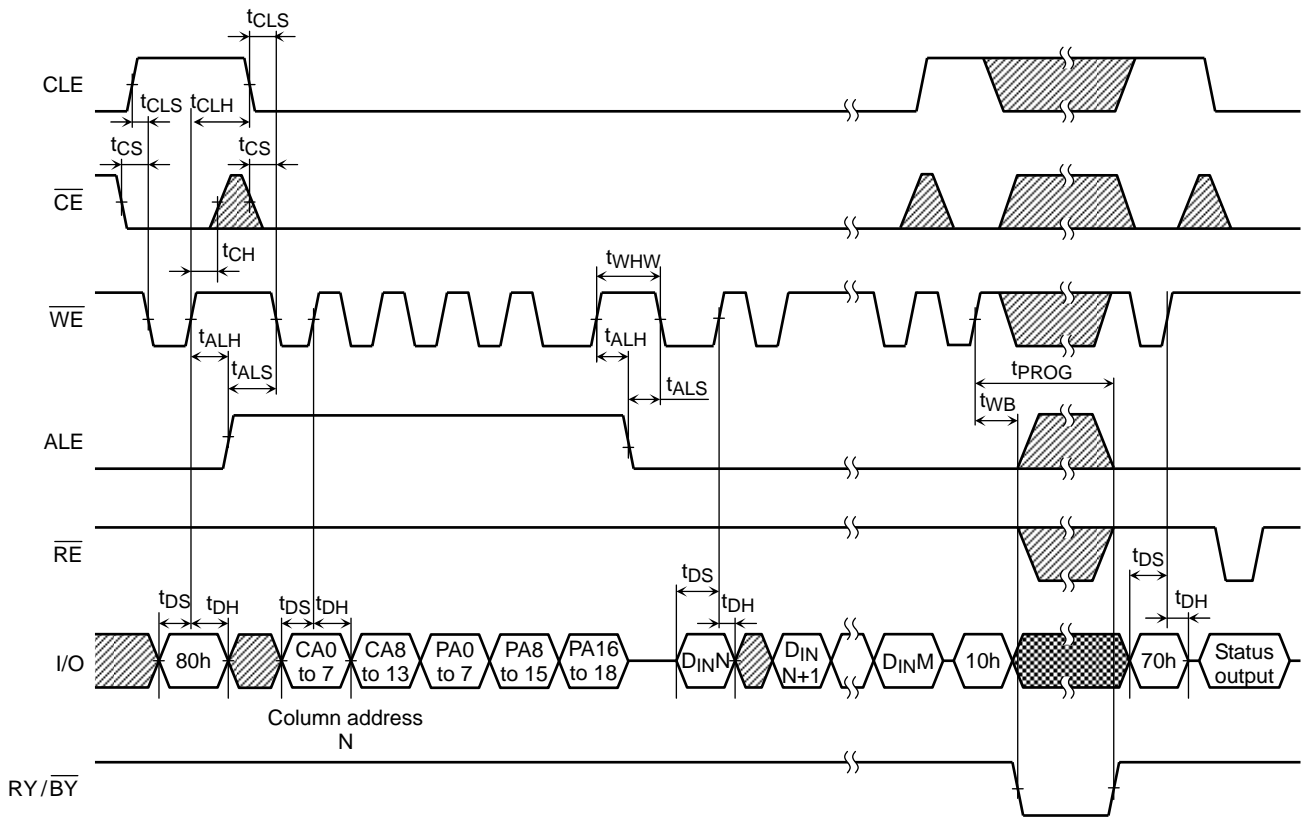 tCLS
CLE
tCLS
tCLH
tCS
tCS
CE
tCH
tWHW
WE
tALH
tALH
tALS
tALS
tPROG
tWB
ALE
RE
tDS
tDH
tDS
tDH
tDS
tDH
tDS
tDH
I/O
80h
CA0 to 7
CA8 to 13
PA0 to 7
PA8 to 15
PA16 to 18
DINN
DIN N+1
DINM
10h
70h
Status output
Column address
N
RY/BY